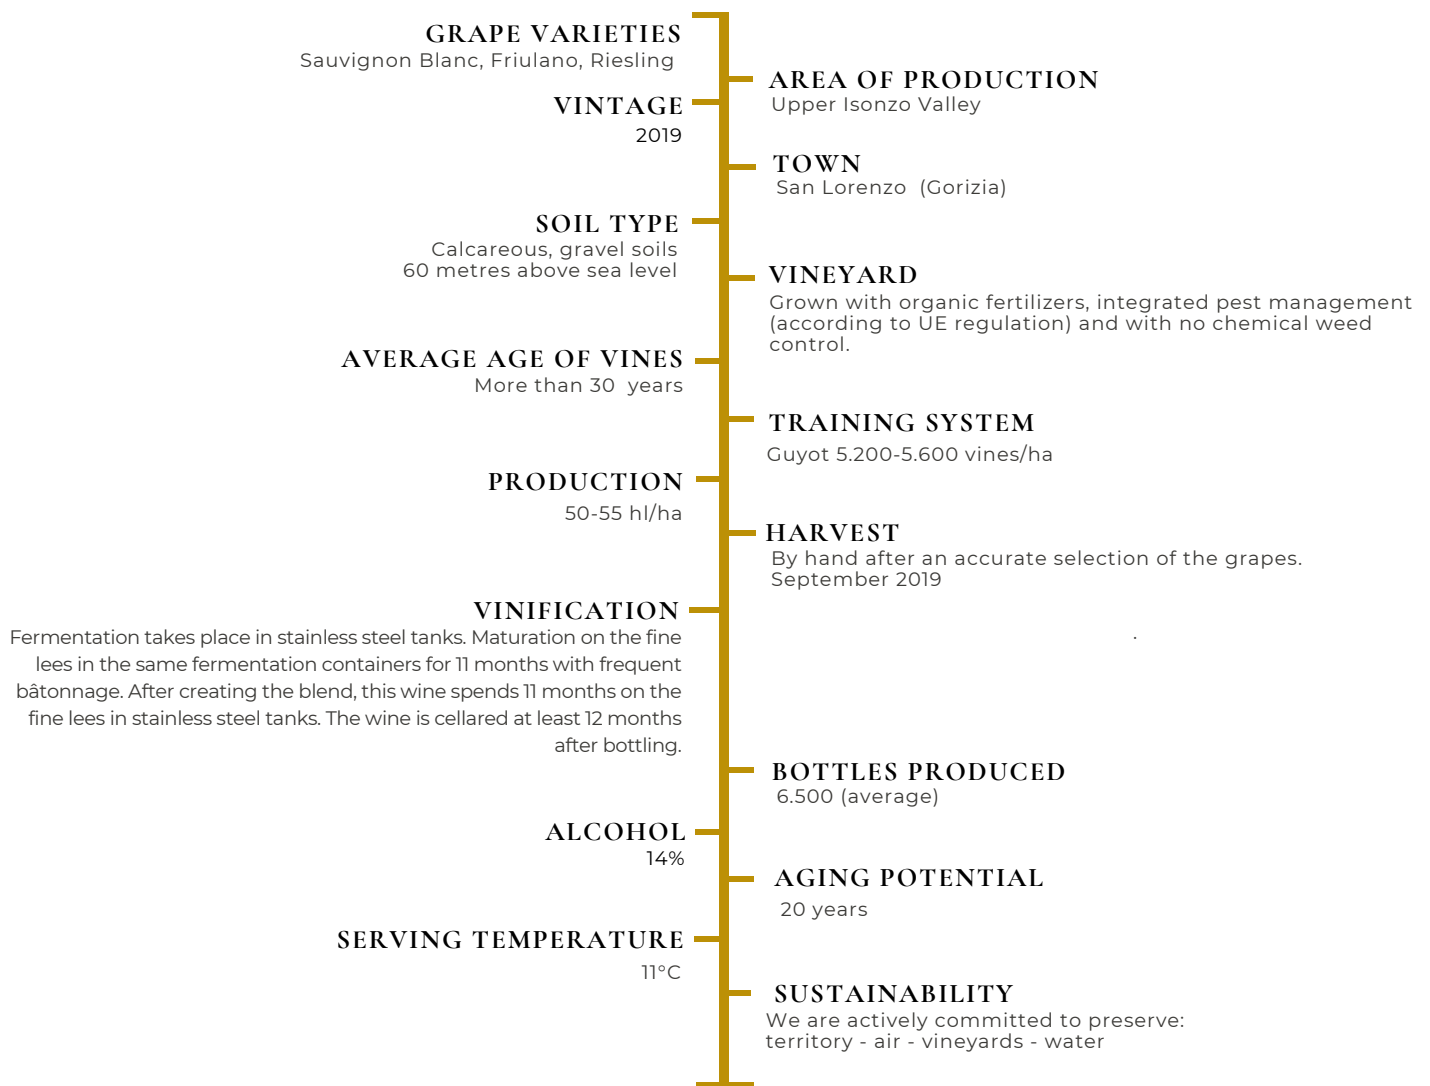 GRAPE VARIETIES
Sauvignon Blanc, Friulano, Riesling
AREA OF PRODUCTION
Upper Isonzo Valley
VINTAGE
2019
TOWN
San Lorenzo (Gorizia)
SOIL TYPE
Calcareous, gravel soils
60 metres above sea level
VINEYARD
Grown with organic fertilizers, integrated pest management
(according to UE regulation) and with no chemical weed
control.
AVERAGE AGE OF VINES
More than 30 years
TRAINING SYSTEM
Guyot 5.200-5.600 vines/ha
PRODUCTION
50-55 hl/ha
HARVEST
By hand after an accurate selection of the grapes.
September 2019
VINIFICATION
Fermentation takes place in stainless steel tanks. Maturation on the fine
lees in the same fermentation containers for 11 months with frequent
bâtonnage. After creating the blend, this wine spends 11 months on the
fine lees in stainless steel tanks. The wine is cellared at least 12 months
after bottling.
.
BOTTLES PRODUCED
6.500 (average)
ALCOHOL
14%
AGING POTENTIAL
20 years
SERVING TEMPERATURE
11°C
SUSTAINABILITY
We are actively committed to preserve:
territory - air - vineyards - water